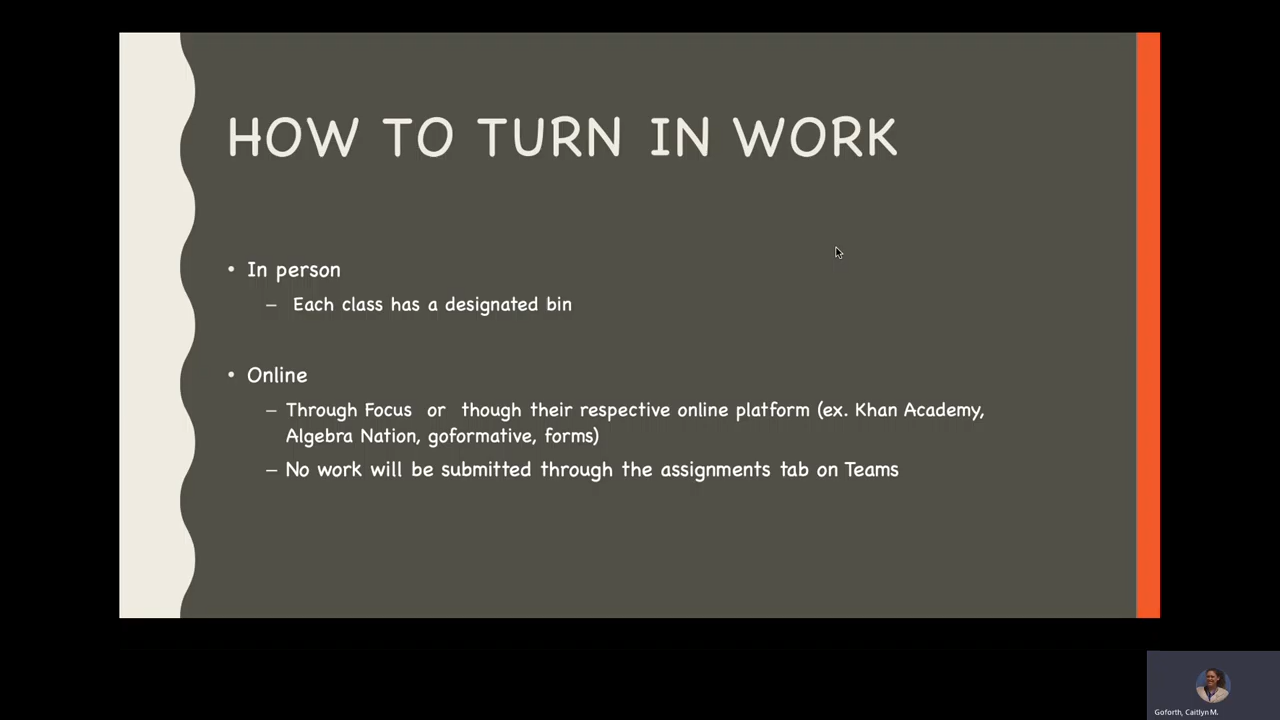 HOW TO TURN IN WORK
• In person
– Each class has a designated bin
• Online
– Through Focus or though their respective online platform (ex. Khan Academy,
Algebra Nation, goformative, forms)
– No work will be submitted through the assignments tab on Teams
Goforth, Caitlyn M.